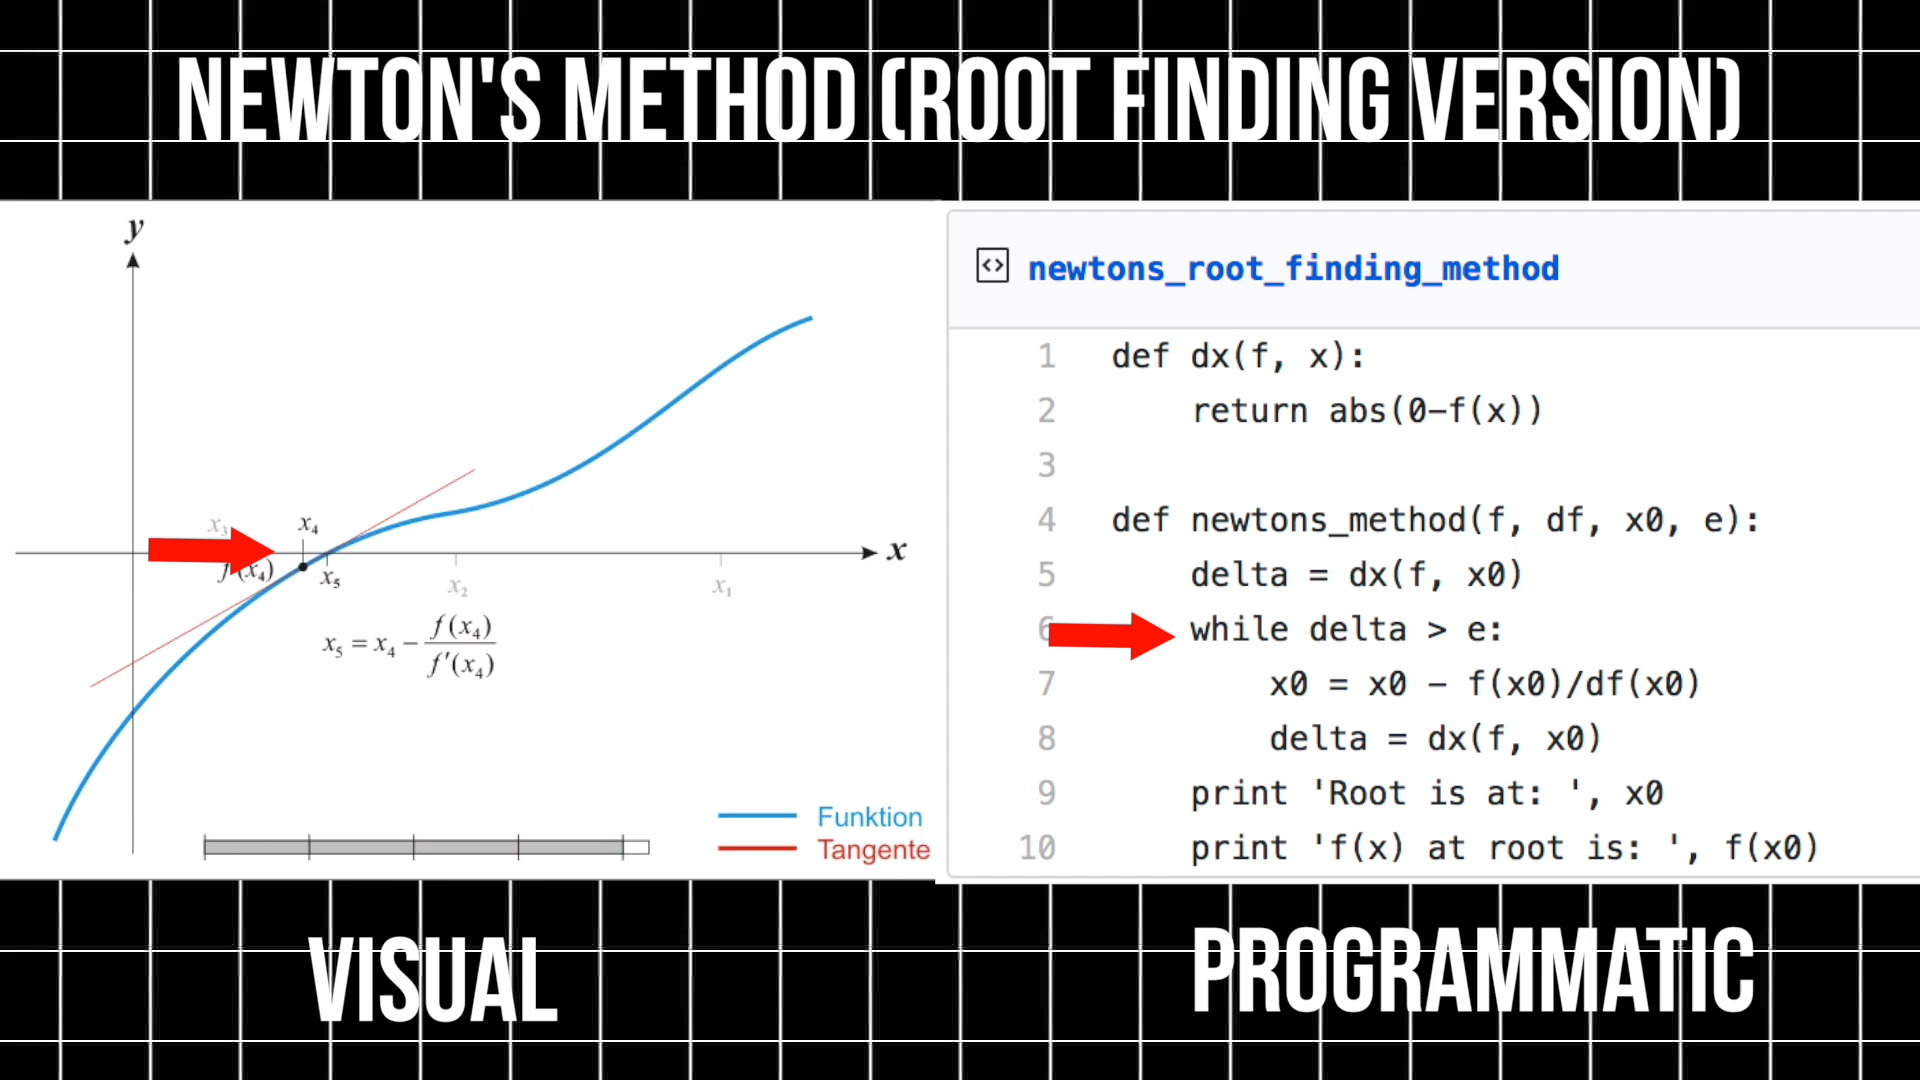 NEWTON'S METHOD (ROOT FINDING VERSION)
y
x₃
x₄
x
f(x₄)
x₅
x₂
x₁
x₅ = x₄ − f(x₄) / f′(x₄)
Funktion
Tangente
newtons_root_finding_method
1 def dx(f, x):
2     return abs(0-f(x))
3
4 def newtons_method(f, df, x0, e):
5     delta = dx(f, x0)
6     while delta > e:
7         x0 = x0 - f(x0)/df(x0)
8         delta = dx(f, x0)
9     print 'Root is at: ', x0
10     print 'f(x) at root is: ', f(x0)
VISUAL
PROGRAMMATIC